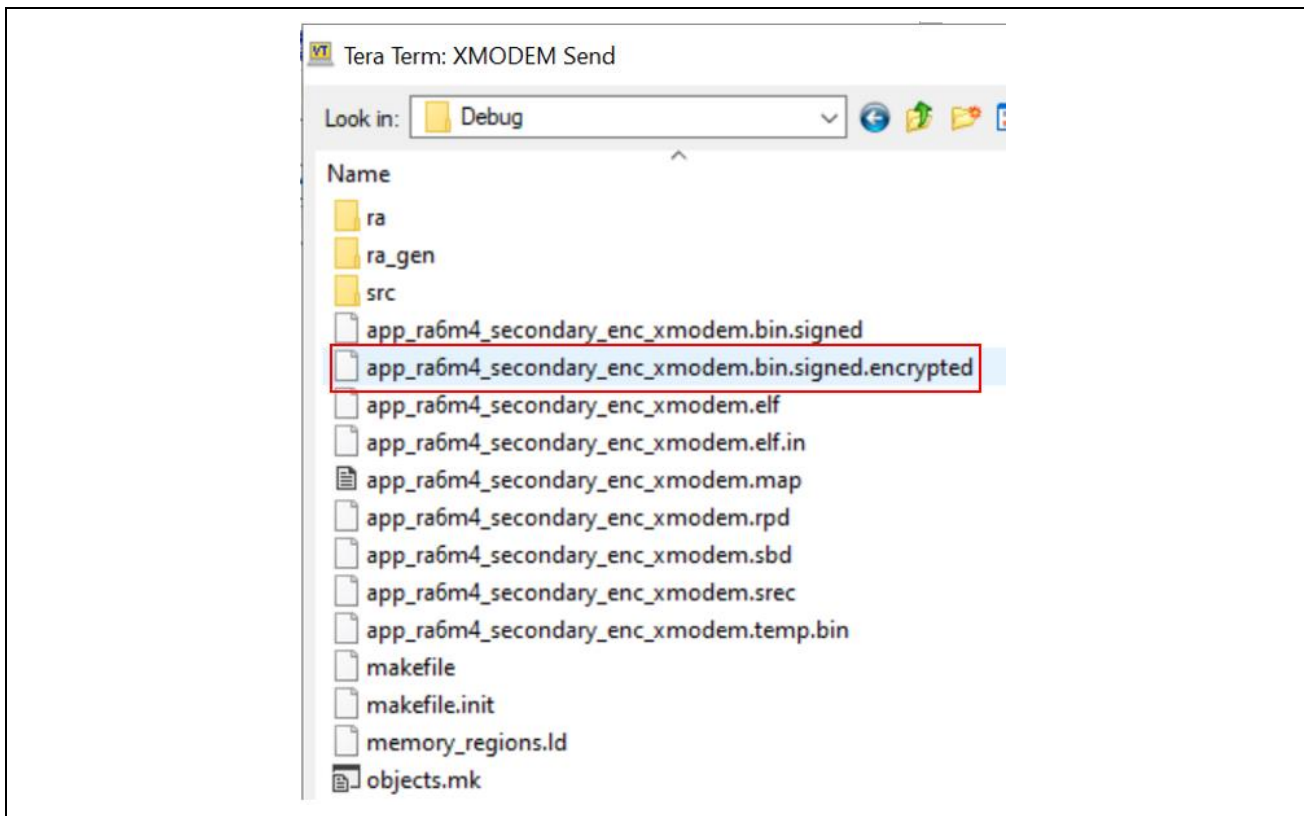 VT
Tera Term: XMODEM Send
Look in: Debug
Name
ra
ra_gen
src
app_ra6m4_secondary_enc_xmodem.bin.signed
app_ra6m4_secondary_enc_xmodem.bin.signed.encrypted
app_ra6m4_secondary_enc_xmodem.elf
app_ra6m4_secondary_enc_xmodem.elf.in
app_ra6m4_secondary_enc_xmodem.map
app_ra6m4_secondary_enc_xmodem.rpd
app_ra6m4_secondary_enc_xmodem.sbd
app_ra6m4_secondary_enc_xmodem.srec
app_ra6m4_secondary_enc_xmodem.temp.bin
makefile
makefile.init
memory_regions.ld
objects.mk